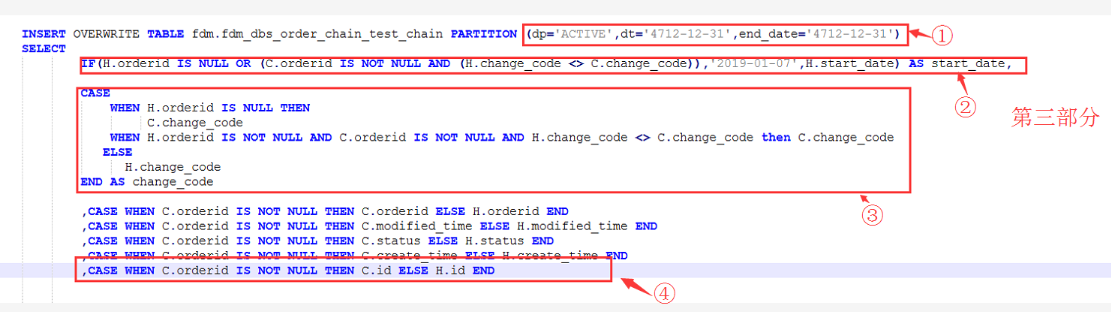 INSERT OVERWRITE TABLE fdm.fdm_dbs_order_chain_test_chain PARTITION (dp='ACTIVE',dt='4712-12-31',end_date='4712-12-31') ①
SELECT
IF(H.orderid IS NULL OR (C.orderid IS NOT NULL AND (H.change_code <> C.change_code)),'2019-01-07',H.start_date) AS start_date,
②
第三部分
CASE
WHEN H.orderid IS NULL THEN
C.change_code
WHEN H.orderid IS NOT NULL AND C.orderid IS NOT NULL AND H.change_code <> C.change_code then C.change_code
ELSE
H.change_code
END AS change_code
③
,CASE WHEN C.orderid IS NOT NULL THEN C.orderid ELSE H.orderid END
,CASE WHEN C.orderid IS NOT NULL THEN C.modified_time ELSE H.modified_time END
,CASE WHEN C.orderid IS NOT NULL THEN C.status ELSE H.status END
,CASE WHEN C.orderid IS NOT NULL THEN C.create_time ELSE H.create_time END
,CASE WHEN C.orderid IS NOT NULL THEN C.id ELSE H.id END
④